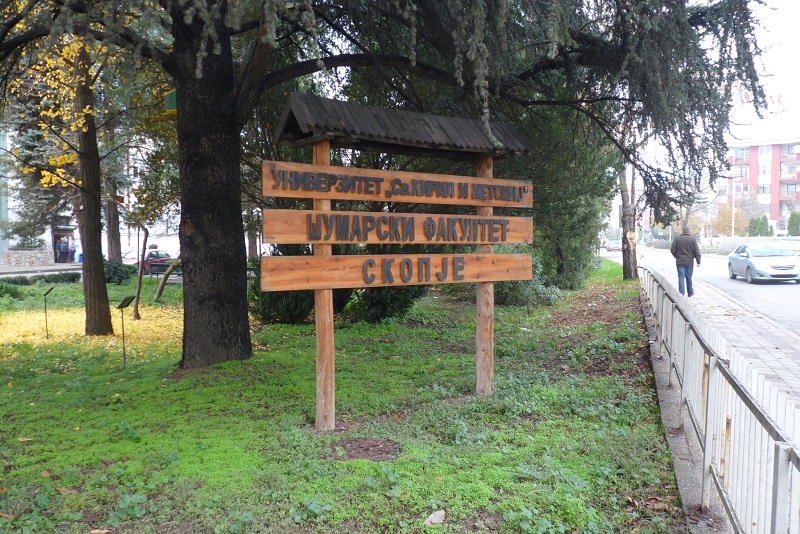 УНИВЕРЗИТЕТ „Св.КИРИЛ И МЕТОДИЈ”
ШУМАРСКИ ФАКУЛТЕТ
СКОПЈЕ